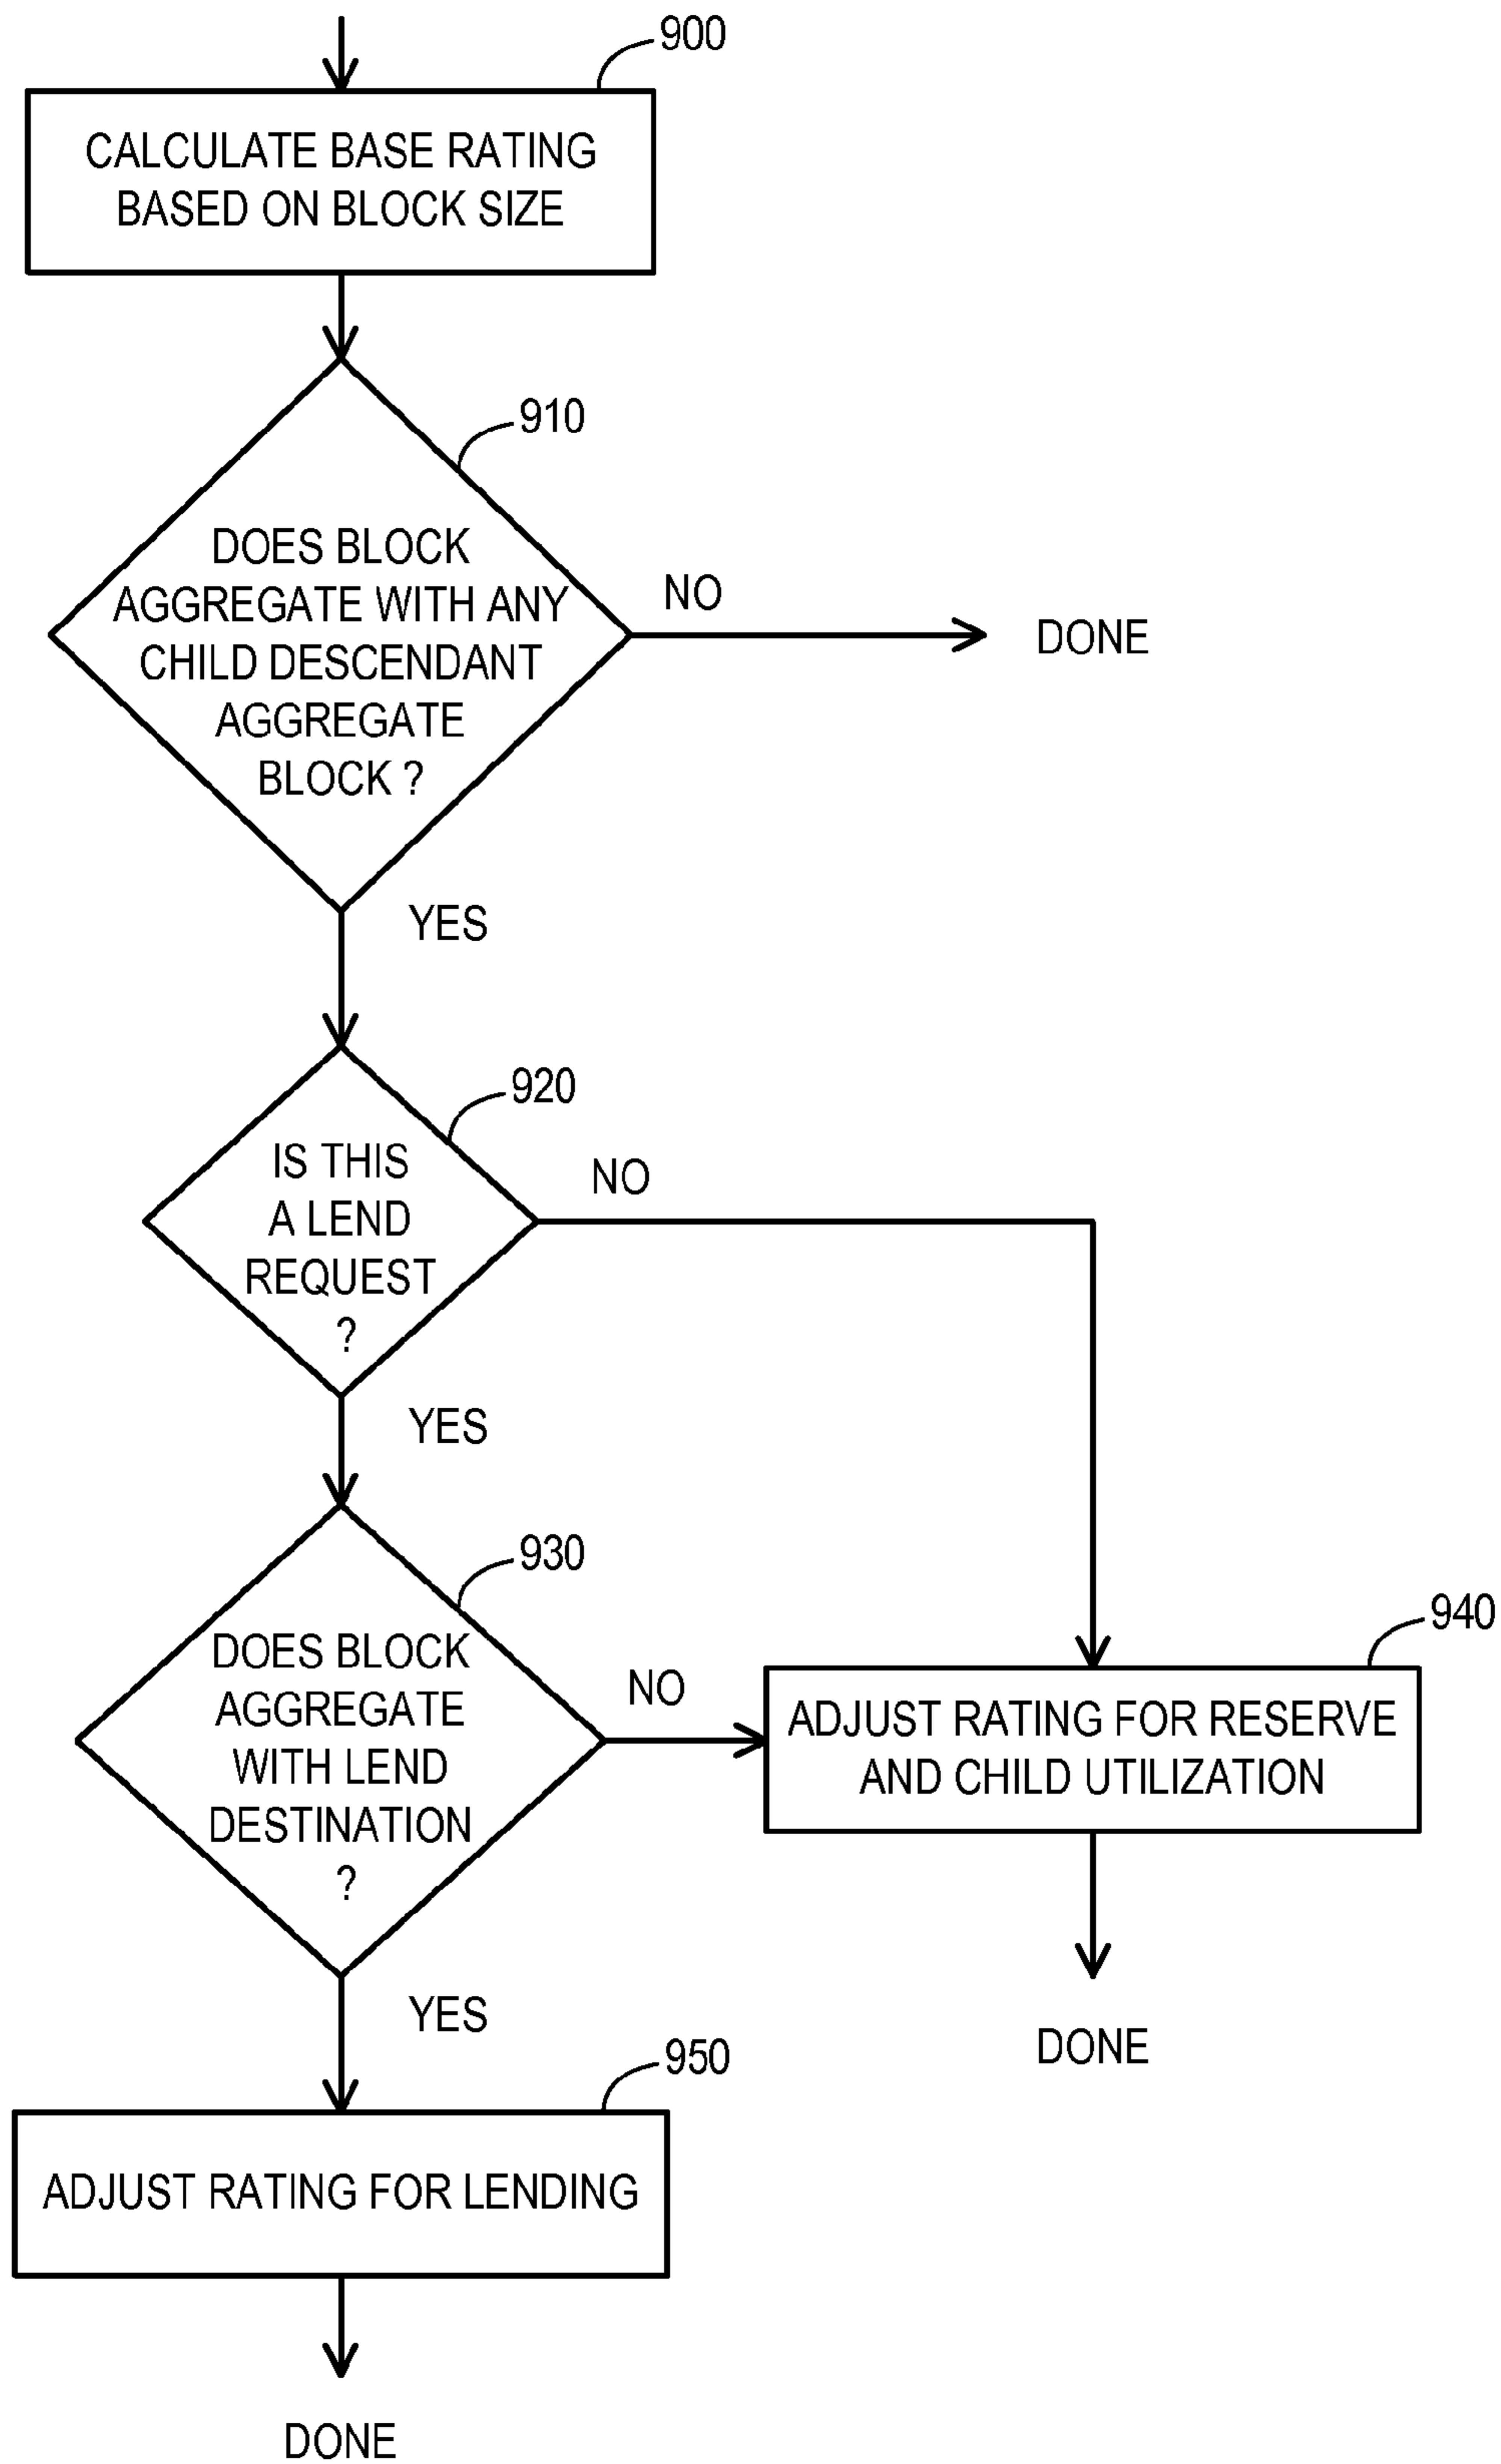 900
CALCULATE BASE RATING
BASED ON BLOCK SIZE
910
DOES BLOCK
AGGREGATE WITH ANY
CHILD DESCENDANT
AGGREGATE
BLOCK ?
NO
DONE
YES
920
IS THIS
A LEND
REQUEST
?
NO
YES
930
DOES BLOCK
AGGREGATE
WITH LEND
DESTINATION
?
NO
940
ADJUST RATING FOR RESERVE
AND CHILD UTILIZATION
DONE
YES
950
ADJUST RATING FOR LENDING
DONE